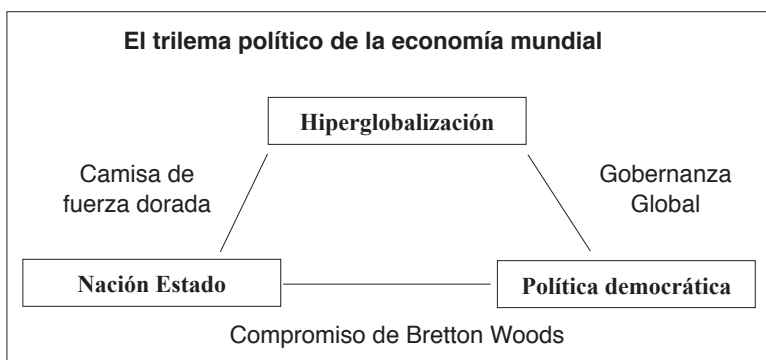 El trilema político de la economía mundial
Hiperglobalización
Camisa de
fuerza dorada
Gobernanza
Global
Nación Estado
Política democrática
Compromiso de Bretton Woods